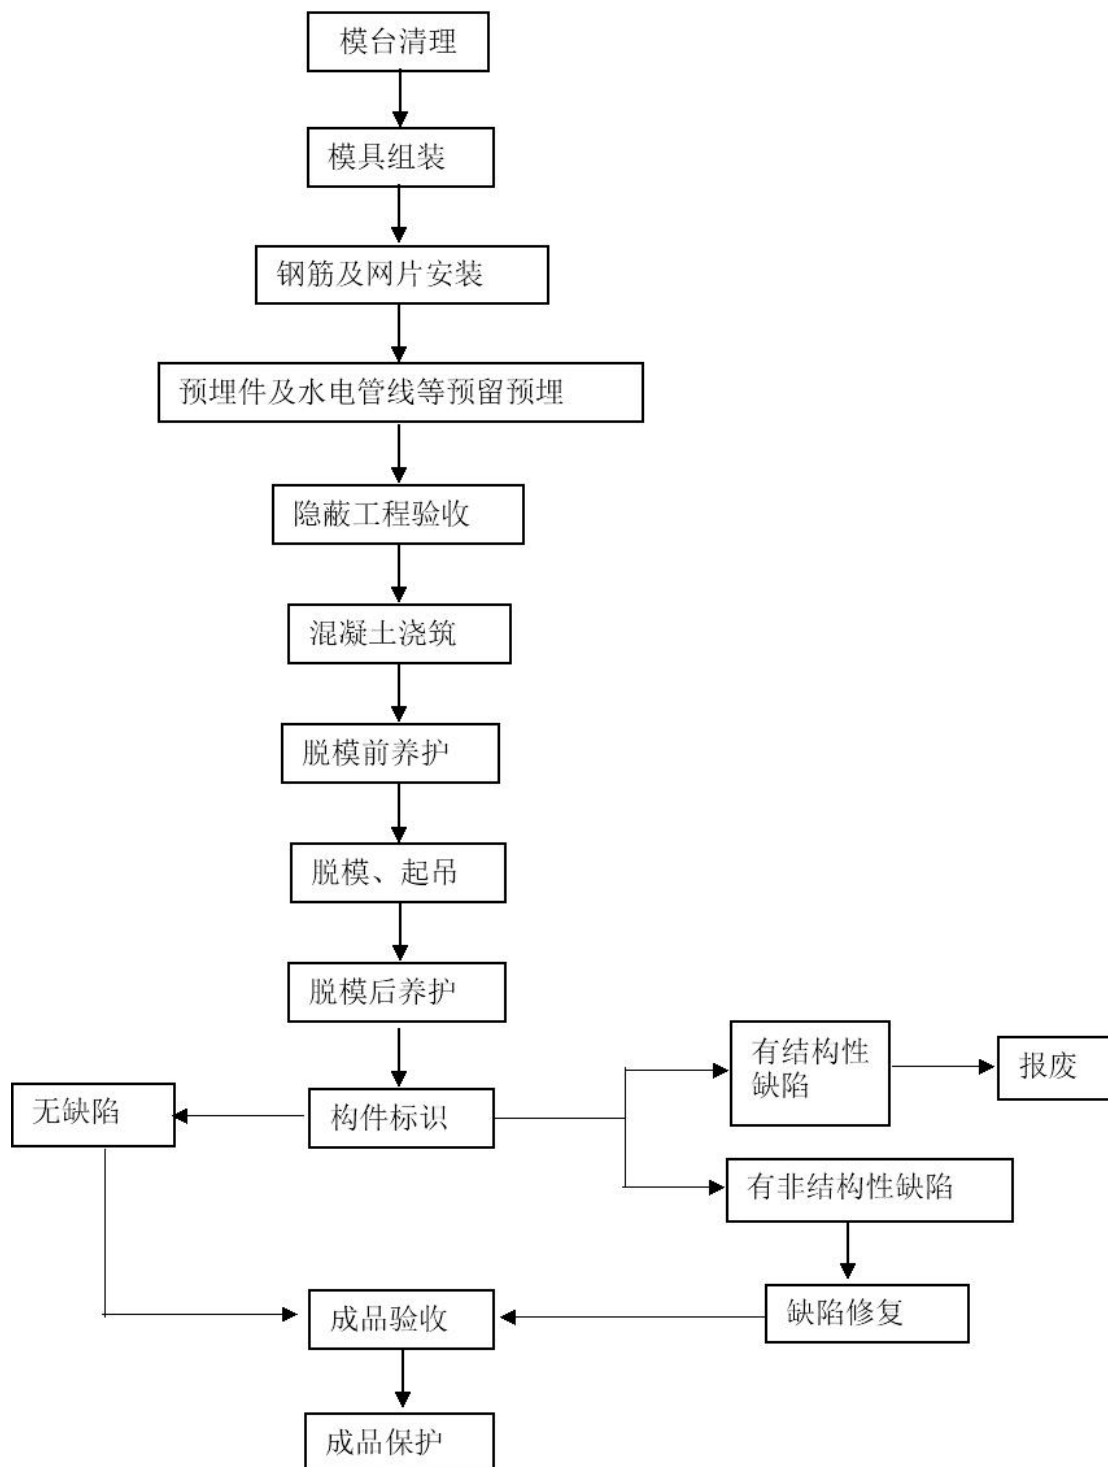 模台清理
模具组装
钢筋及网片安装
预埋件及水电管线等预留预埋
隐蔽工程验收
混凝土浇筑
脱模前养护
脱模、起吊
脱模后养护
有结构性
缺陷
报废
无缺陷
构件标识
有非结构性缺陷
成品验收
缺陷修复
成品保护